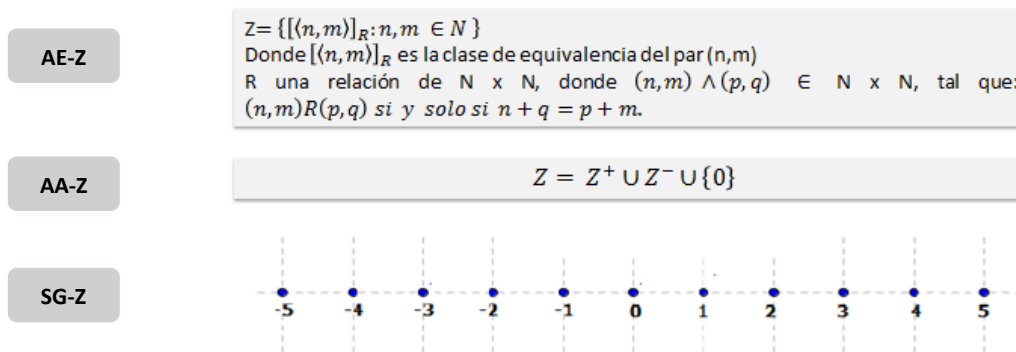 AE-Z
Z= {[(n, m)]_R: n, m ∈ N }
Donde [(n, m)]_R es la clase de equivalencia del par (n,m)
R una relación de N x N, donde (n, m) ∧ (p, q) ∈ N x N, tal que:
(n, m)R(p, q) si y solo si n + q = p + m.
AA-Z
Z = Z⁺ ∪ Z⁻ ∪ {0}
SG-Z
-5 -4 -3 -2 -1 0 1 2 3 4 5